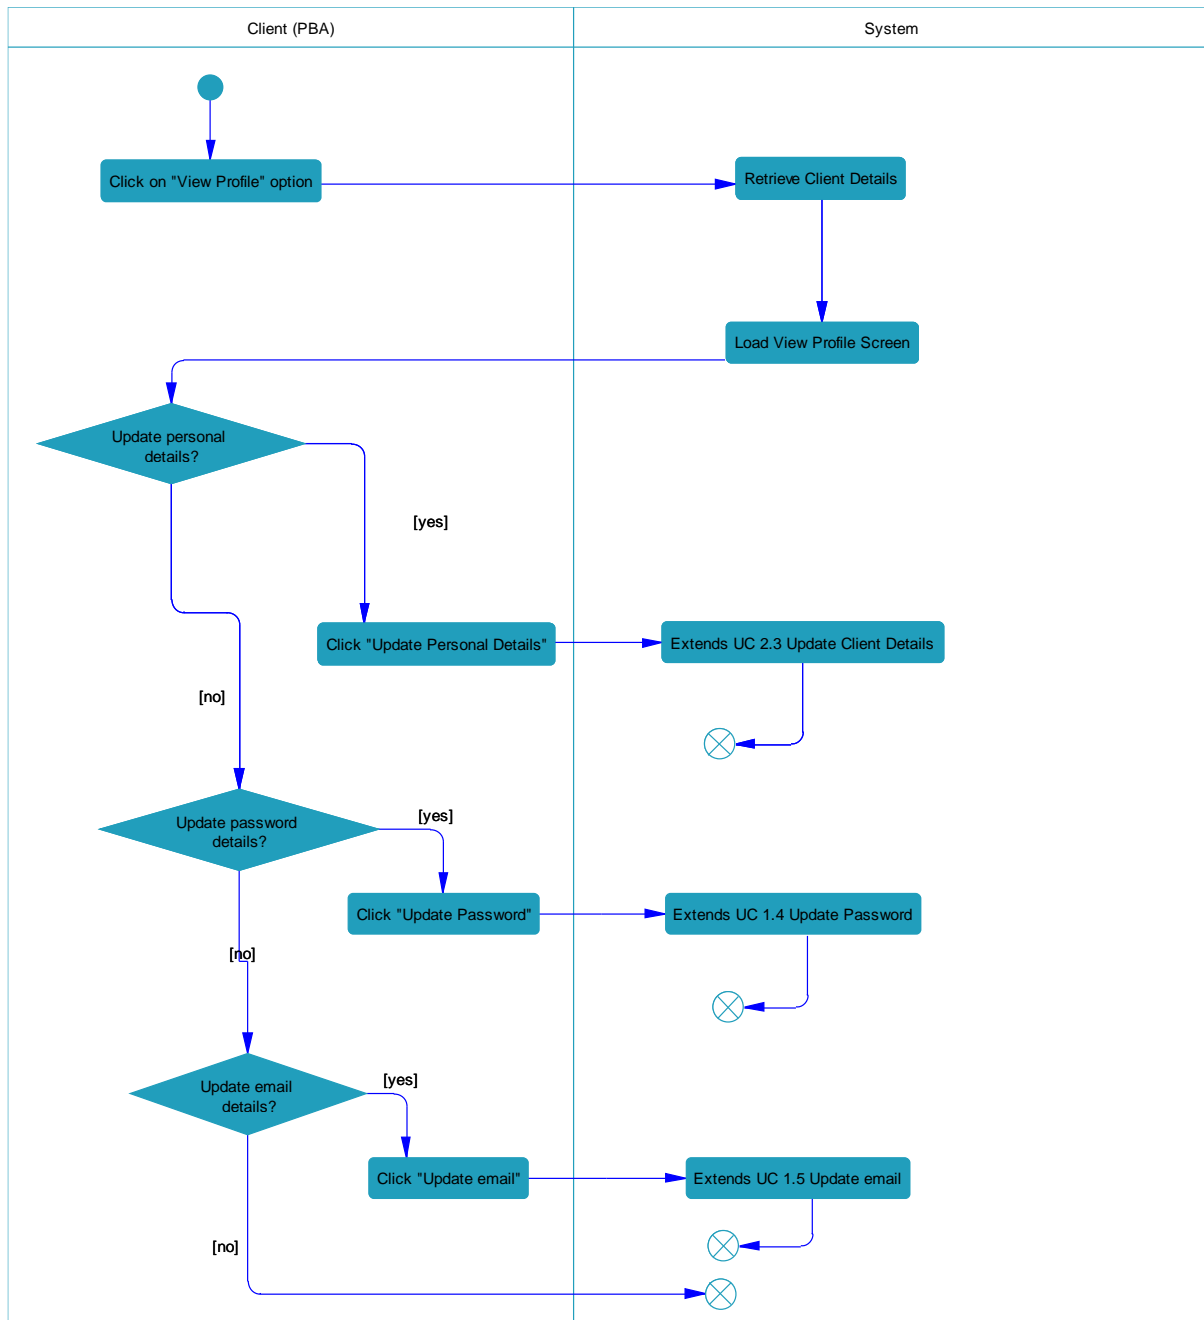 Client (PBA)
System
Click on "View Profile" option
Retrieve Client Details
Load View Profile Screen
Update personal
details?
[yes]
Click "Update Personal Details"
Extends UC 2.3 Update Client Details
[no]
Update password
details?
[yes]
Click "Update Password"
Extends UC 1.4 Update Password
[no]
Update email
details?
[yes]
Click "Update email"
Extends UC 1.5 Update email
[no]